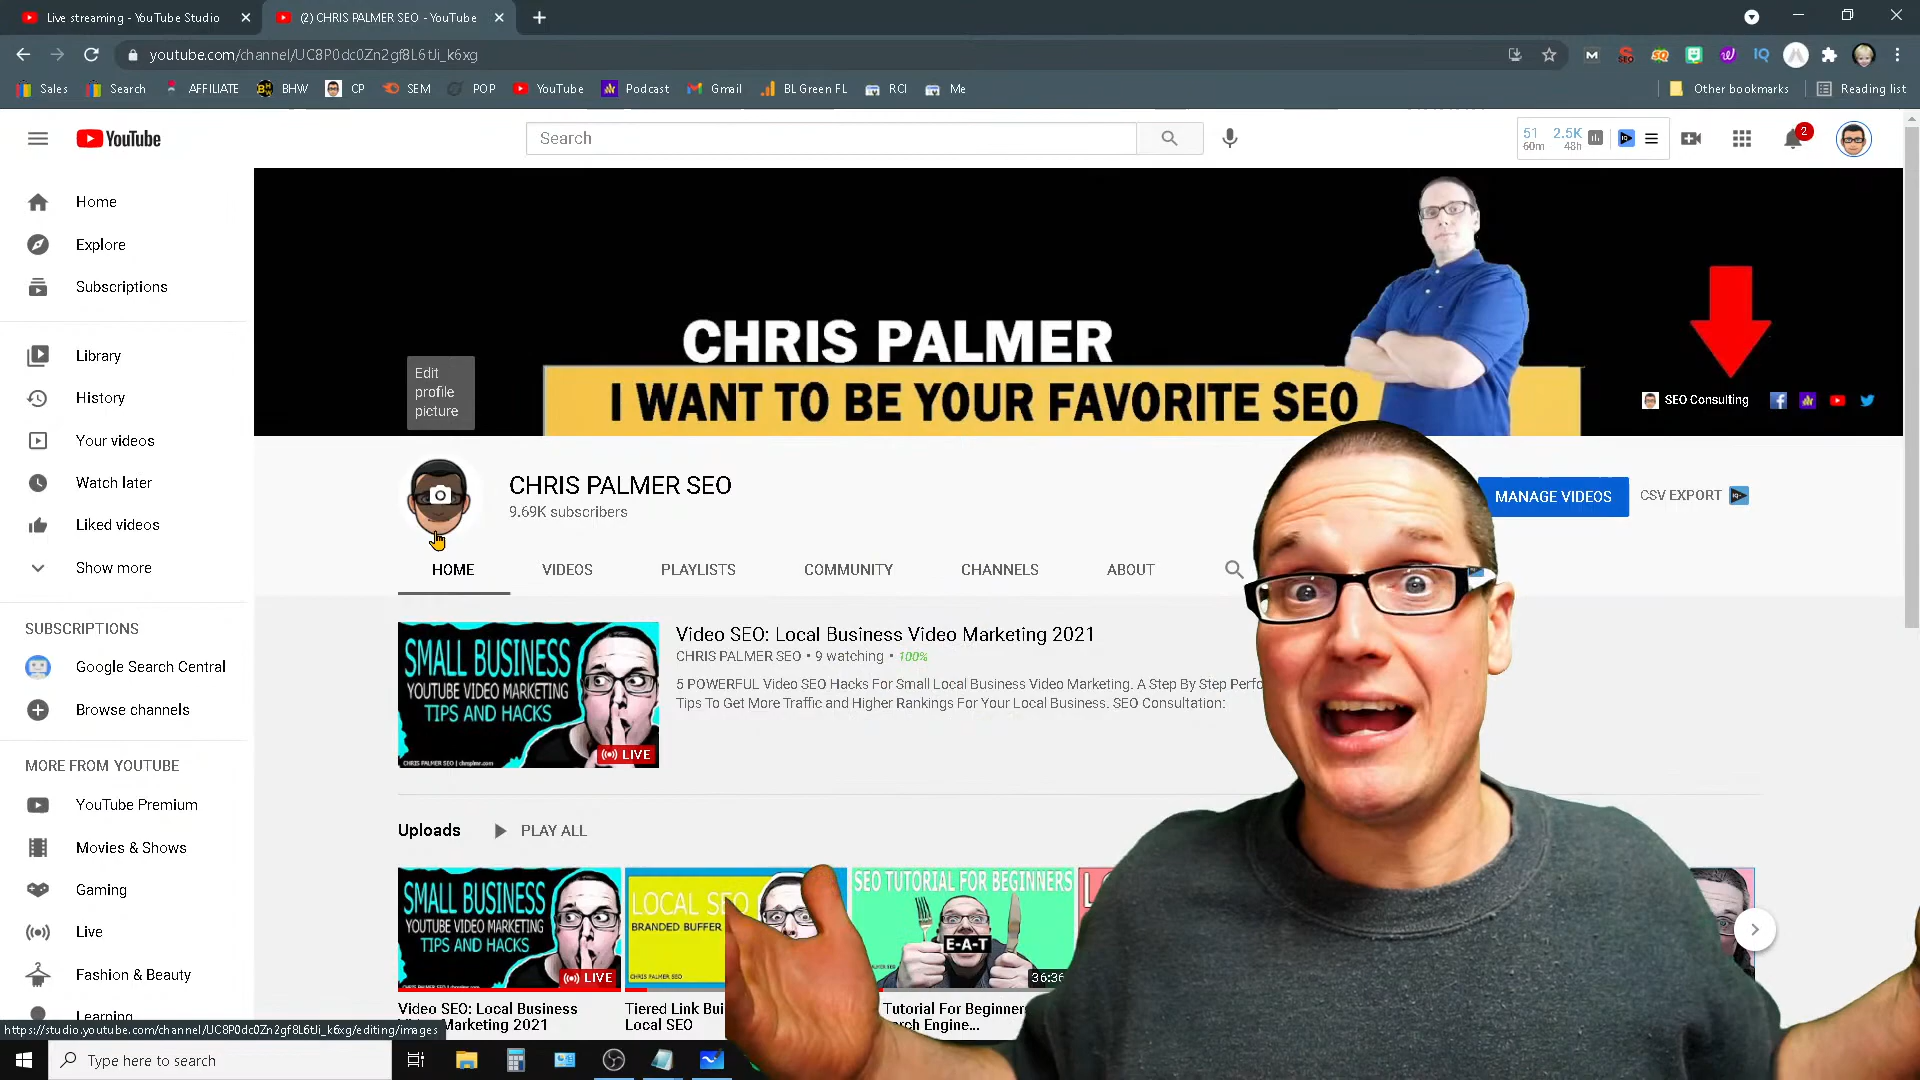 Live streaming - YouTube Studio
(2) CHRIS PALMER SEO - YouTube
youtube.com/channel/UC8P0dc0Zn2gf8L6tJi_k6xg
Sales
Search
AFFILIATE
BHW
CP
SEM
POP
YouTube
Podcast
Gmail
BL Green FL
RCI
Me
Other bookmarks
Reading list
YouTube
Search
51
60m
2.5K
48h
2
Home
Explore
Subscriptions
Library
History
Your videos
Watch later
Liked videos
Show more
SUBSCRIPTIONS
Google Search Central
Browse channels
MORE FROM YOUTUBE
YouTube Premium
Movies & Shows
Gaming
Live
Fashion & Beauty
Learning
CHRIS PALMER
I WANT TO BE YOUR FAVORITE SEO
Edit
profile
picture
SEO Consulting
CHRIS PALMER SEO
9.69K subscribers
MANAGE VIDEOS
CSV EXPORT
HOME
VIDEOS
PLAYLISTS
COMMUNITY
CHANNELS
ABOUT
SMALL BUSINESS
YOUTUBE VIDEO MARKETING
TIPS AND HACKS
CHRIS PALMER SEO | chrsplmr.com
LIVE
Video SEO: Local Business Video Marketing 2021
CHRIS PALMER SEO • 9 watching • 100%
5 POWERFUL Video SEO Hacks For Small Local Business Video Marketing. A Step By Step Perfo
Tips To Get More Traffic and Higher Rankings For Your Local Business. SEO Consultation:
Uploads
PLAY ALL
SMALL BUSINESS
YOUTUBE VIDEO MARKETING
TIPS AND HACKS
LIVE
Video SEO: Local Business
Marketing 2021
LOCAL SEO
BRANDED BUFFER
CHRIS PALMER SEO
Tiered Link Bui
Local SEO
SEO TUTORIAL FOR BEGINNERS
E-A-T
36:36
Tutorial For Beginner
rch Engine...
https://studio.youtube.com/channel/UC8P0dc0Zn2gf8L6tJi_k6xg/editing/images
Type here to search